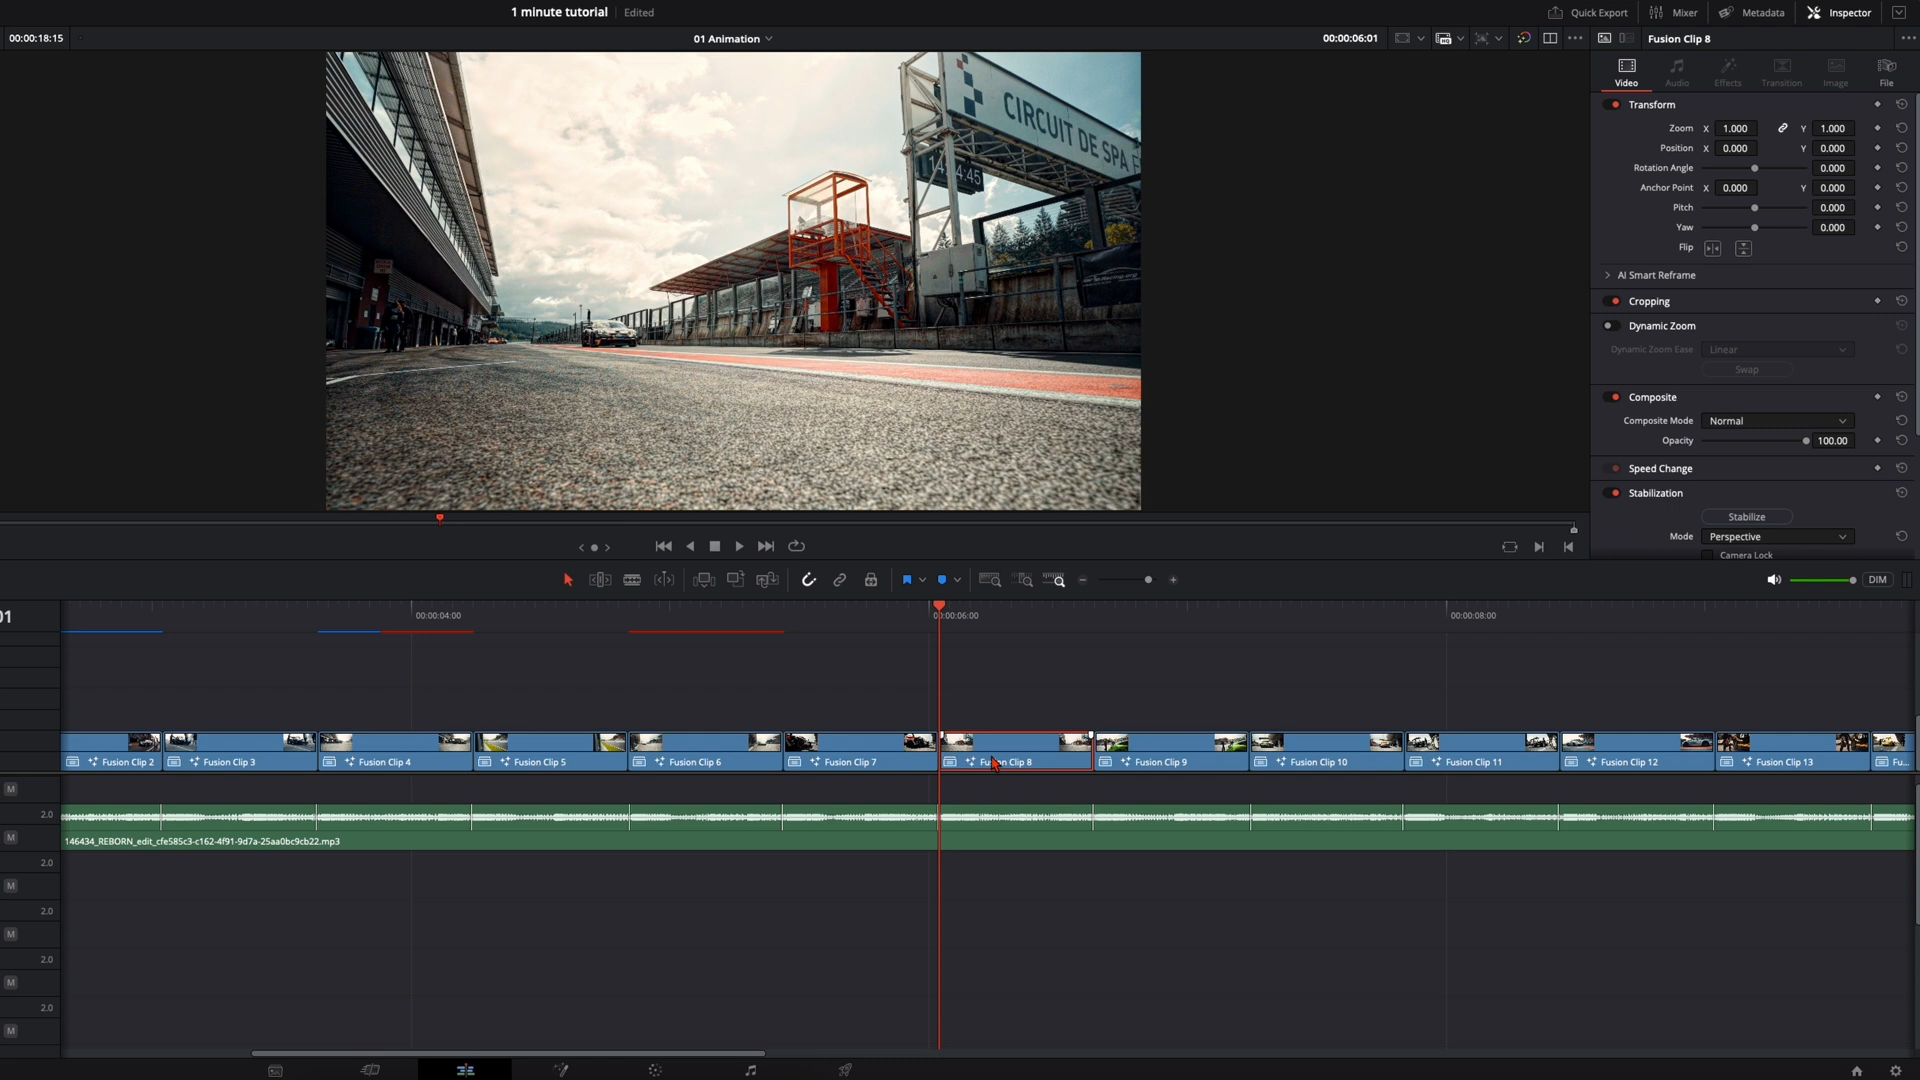 1 minute tutorial
Edited
Quick Export
Mixer
Metadata
Inspector
00:00:18:15
01 Animation
00:00:06:01
Fusion Clip 8
Video
Audio
Effects
Transition
Image
File
Transform
Zoom X 1.000 Y 1.000
Position X 0.000 Y 0.000
Rotation Angle 0.000
Anchor Point X 0.000 Y 0.000
Pitch 0.000
Yaw 0.000
Flip
AI Smart Reframe
Cropping
Dynamic Zoom
Dynamic Zoom Ease Linear
Swap
Composite
Composite Mode Normal
Opacity 100.00
Speed Change
Stabilization
Stabilize
Mode Perspective
Camera Lock
CIRCUIT DE SPA F
DIM
01
00:00:04:00
00:00:06:00
00:00:08:00
Fusion Clip 2
Fusion Clip 3
Fusion Clip 4
Fusion Clip 5
Fusion Clip 6
Fusion Clip 7
Fusion Clip 8
Fusion Clip 9
Fusion Clip 10
Fusion Clip 11
Fusion Clip 12
Fusion Clip 13
Fu...
M
2.0
M
146434_REBORN_edit_cfe585c3-c162-4f91-9d7a-25aa0bc9cb22.mp3
2.0
M
2.0
M
2.0
M
2.0
M